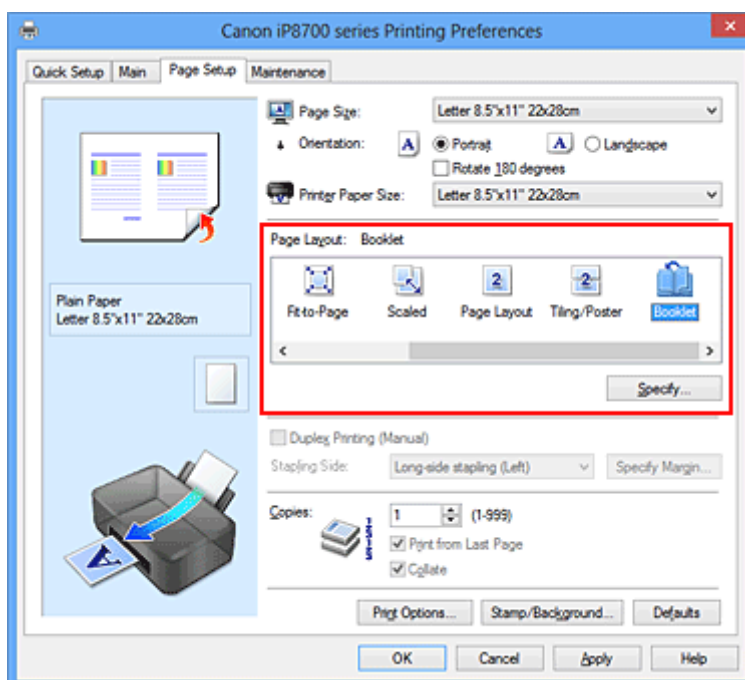 Canon iP8700 series Printing Preferences
Quick Setup Main Page Setup Maintenance
Page Size: Letter 8.5"x11" 22x28cm
Orientation: A Portrait A Landscape
Rotate 180 degrees
Printer Paper Size: Letter 8.5"x11" 22x28cm
Page Layout: Booklet
2 2
Fit-to-Page Scaled Page Layout Tiling/Poster Booklet
Specify...
Plain Paper
Letter 8.5"x11" 22x28cm
Duplex Printing (Manual)
Stapling Side: Long-side stapling (Left) Specify Margin...
Copies: 1 (1-999)
Print from Last Page
Collate
A
Print Options... Stamp/Background... Defaults
OK Cancel Apply Help